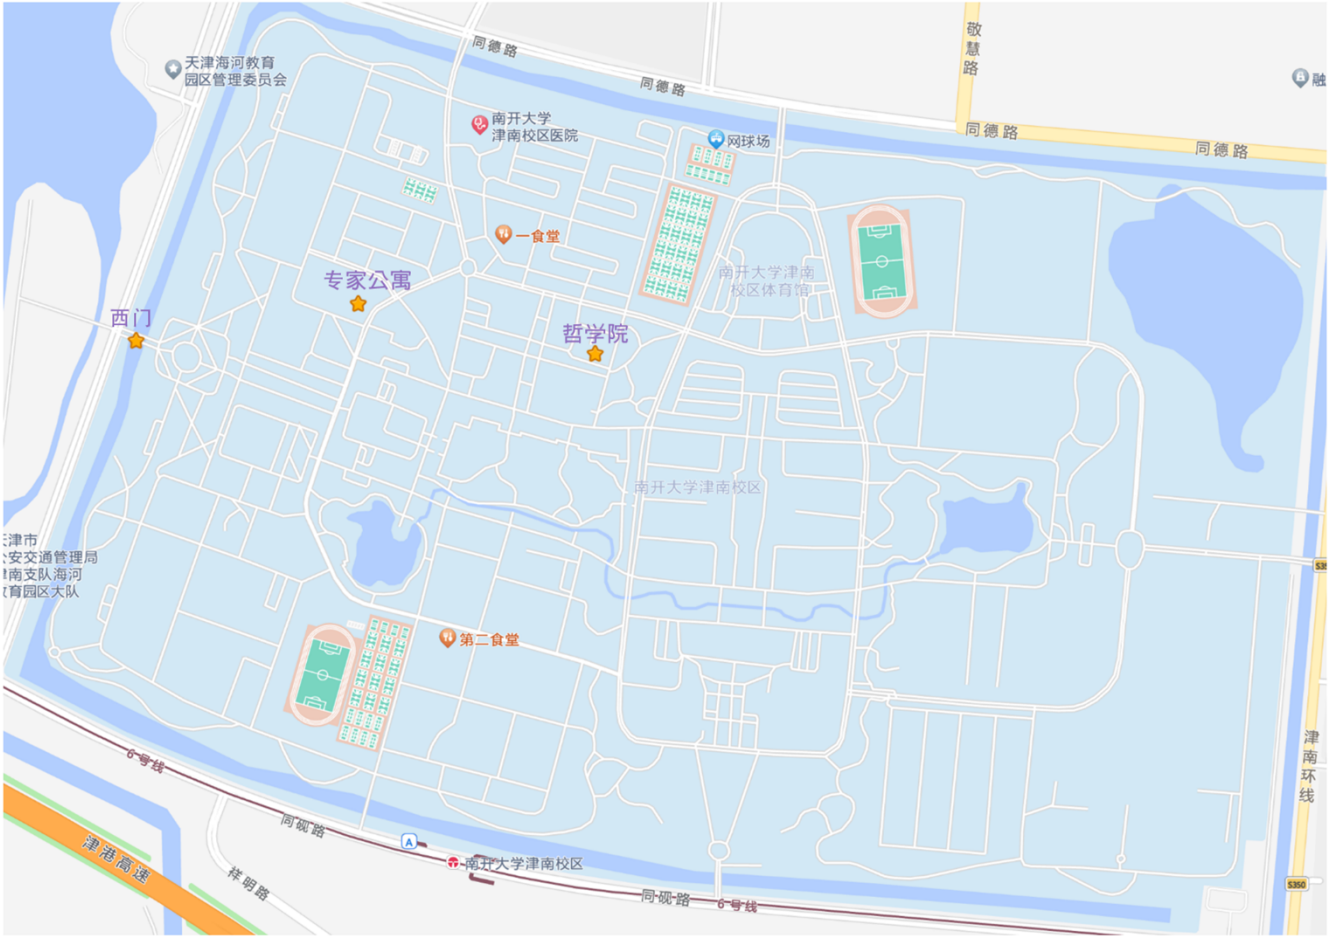 同德路
敬慧路
天津海河教育
园区管理委员会
同德路
融
南开大学
津南校区医院
网球场
同德路
同德路
一食堂
专家公寓
南开大学津南
校区体育馆
西门
哲学院
南开大学津南校区
天津市
公安交通管理局
津南支队海河
教育园区大队
S35
第二食堂
6号线
津南环线
同砚路
A
津港高速
南开大学津南校区
祥明路
S350
同砚路
6号线